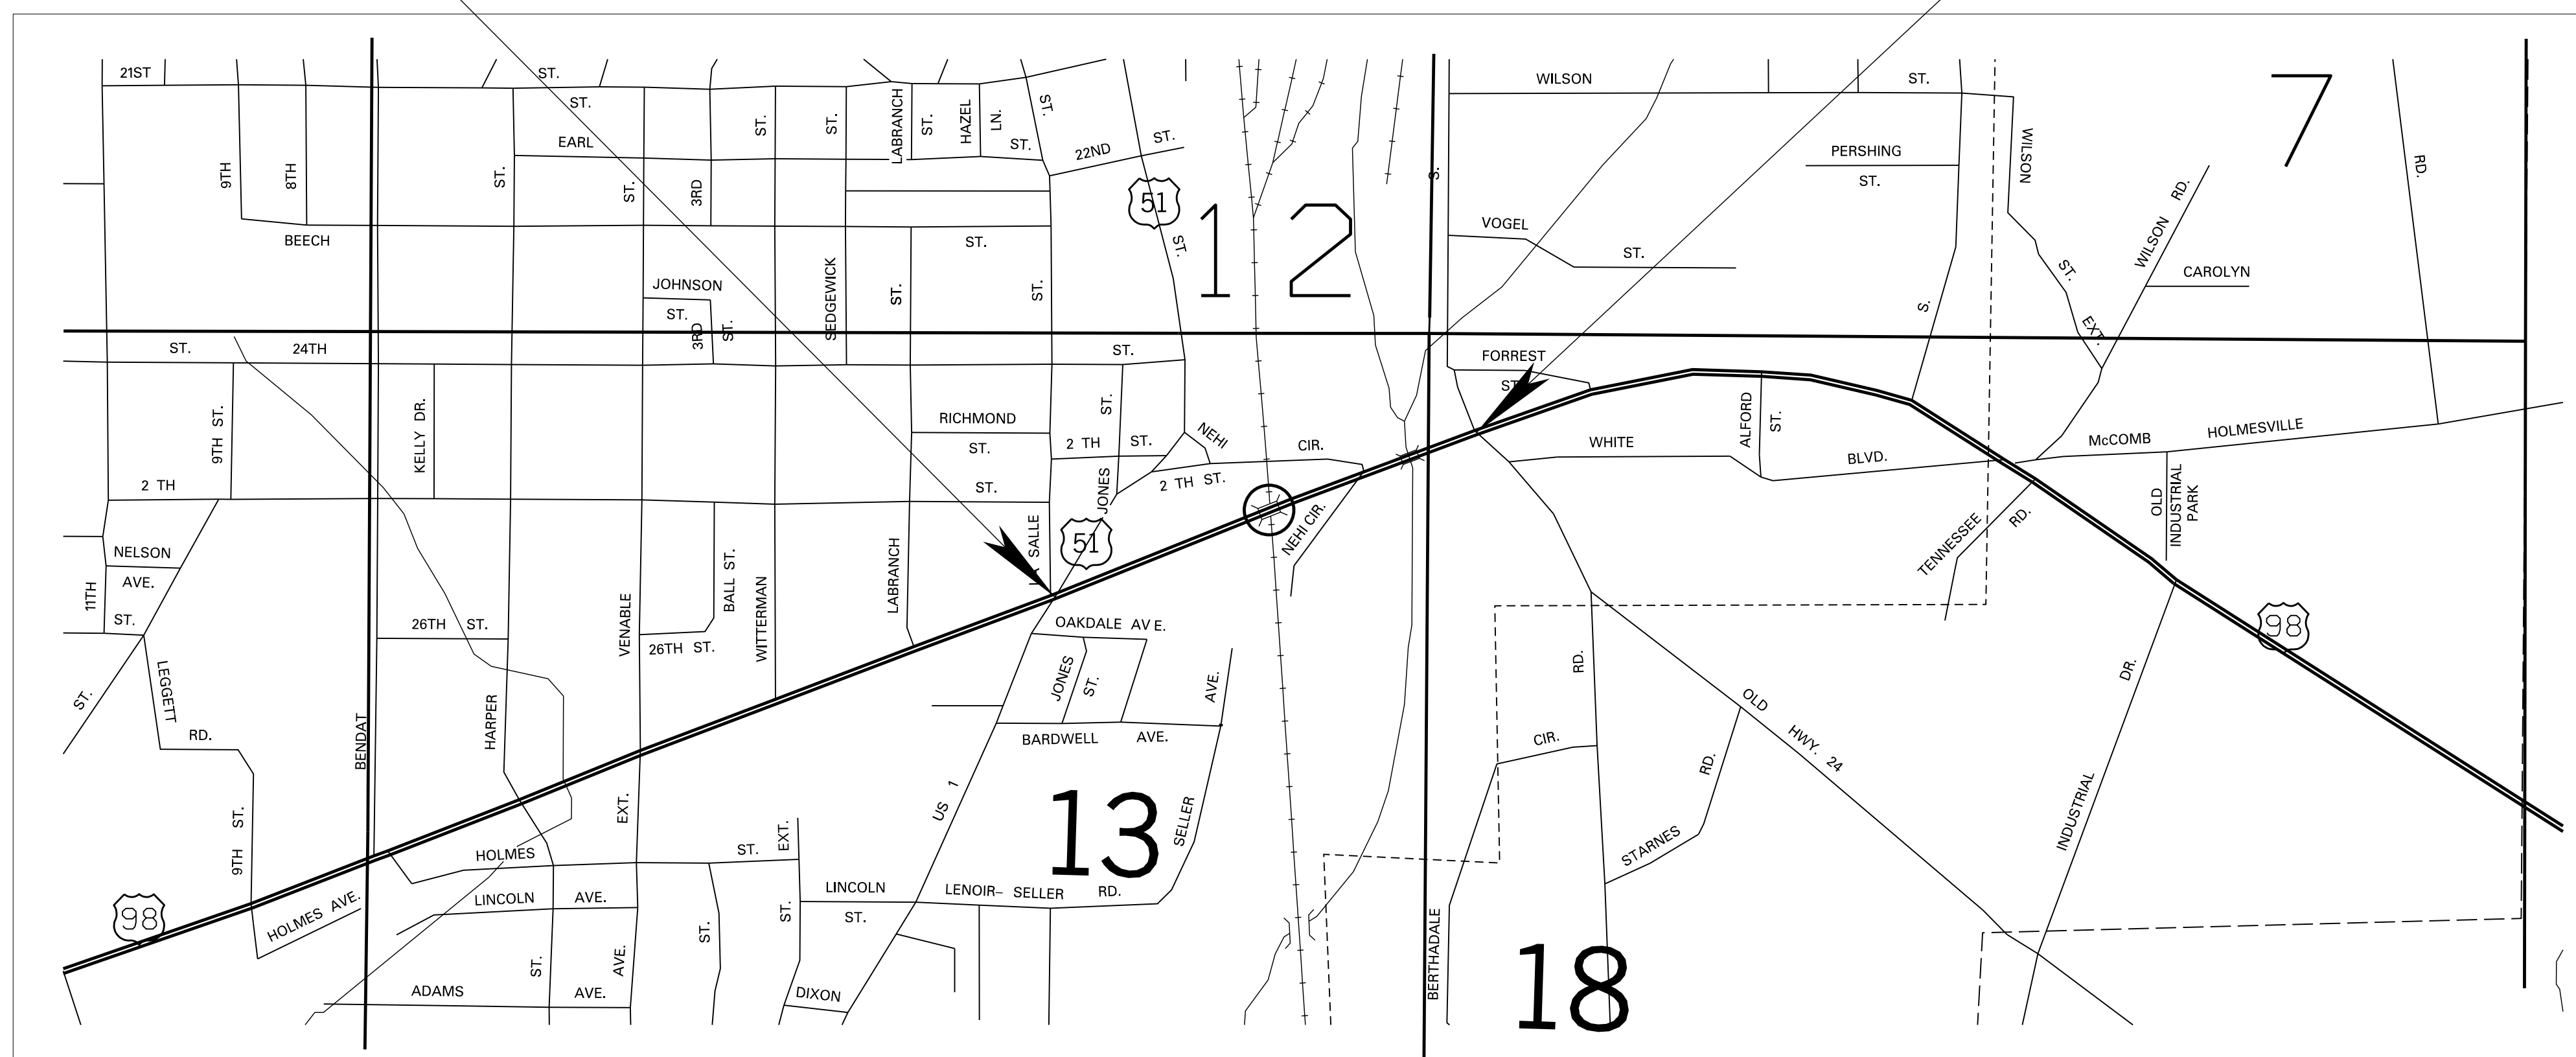 21ST
ST.
WILSON
ST.
7
ST.
EARL
ST.
ST.
LABRANCH
ST.
HAZEL
LN.
ST.
ST.
22ND
ST.
9TH
8TH
ST.
ST.
3RD
51
1 2
S.
PERSHING
ST.
WILSON
RD.
RD.
BEECH
ST.
ST.
VOGEL
ST.
WILSON
CAROLYN
ST.
JOHNSON
ST.
3RD
ST.
SEDGEWICK
ST.
ST.
S.
EXT.
ST.
24TH
ST.
FORREST
ST.
9TH ST.
KELLY DR.
RICHMOND
ST.
ST.
2 TH
ST.
NEHI
CIR.
WHITE
ALFORD
ST.
BLVD.
McCOMB
HOLMESVILLE
2 TH
ST.
JONES
2 TH ST.
OLD
INDUSTRIAL
PARK
NELSON
AVE.
SALLE
51
NEHI CIR.
TENNESSEE
RD.
11TH
ST.
26TH ST.
VENABLE
26TH ST.
BALL ST.
WITTERMAN
LABRANCH
OAKDALE AVE.
JONES
ST.
AVE.
98
RD.
DR.
ST.
LEGGETT
RD.
BENDAT
HARPER
BARDWELL AVE.
CIR.
OLD
HWY. 24
RD.
US 1
13
SELLER
9TH ST.
EXT.
EXT.
STARNES
INDUSTRIAL
HOLMES
ST.
98
HOLMES AVE.
LINCOLN
AVE.
LINCOLN
ST.
ST.
ST.
LENOIR– SELLER RD.
BERTHADALE
18
ST.
AVE.
ADAMS
AVE.
DIXON